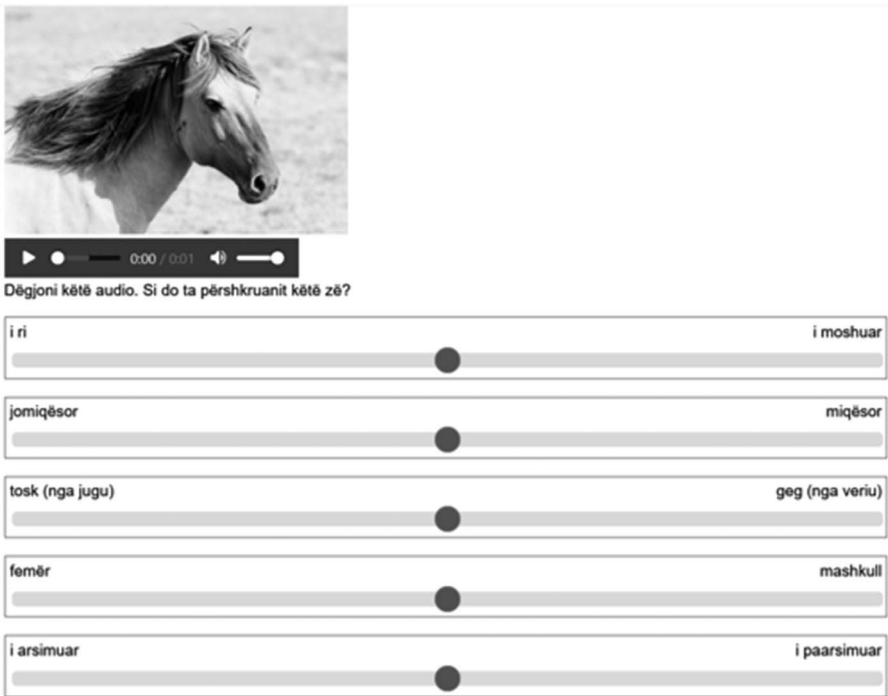 0:00 / 0:01
Dëgjoni këtë audio. Si do ta përshkruanit këtë zë?
i ri i moshuar
jomiqësor miqësor
tosk (nga jugu) geg (nga veriu)
femër mashkull
i arsimuar i paarsimuar